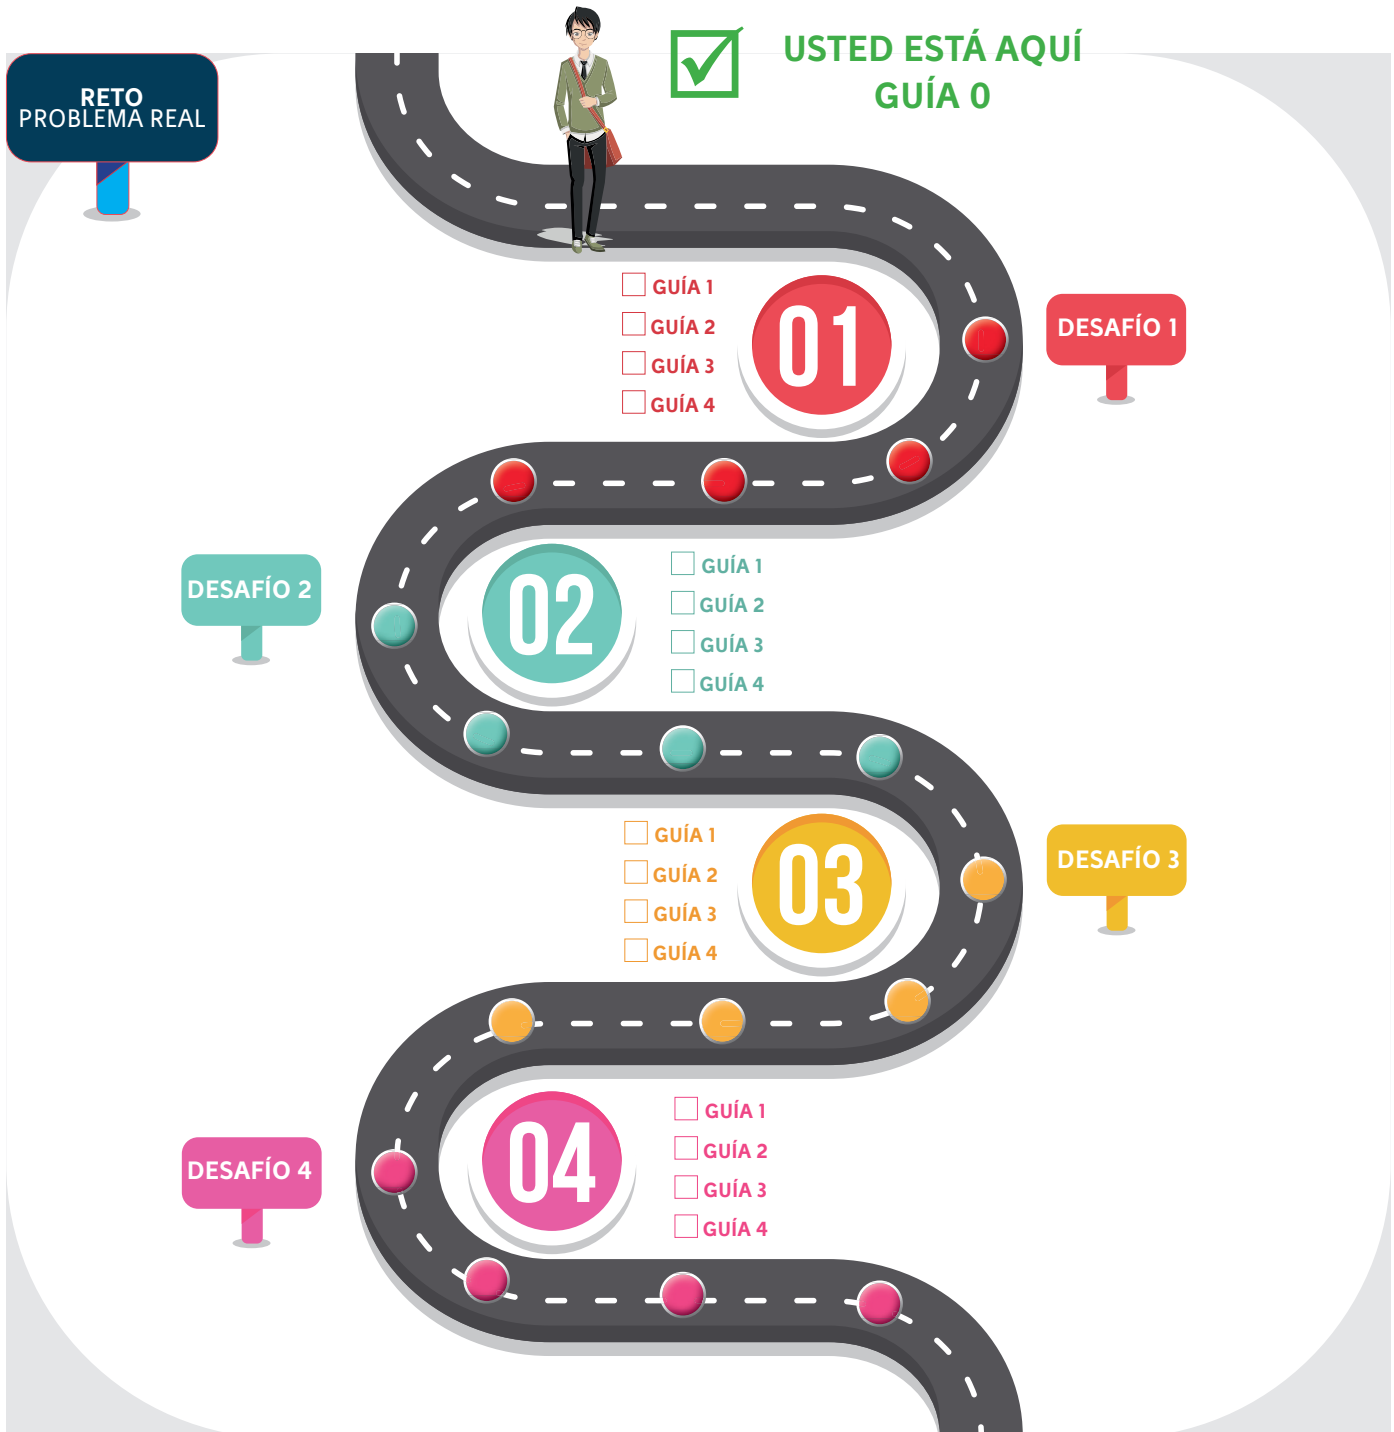 USTED ESTÁ AQUÍ
GUÍA 0
RETO
PROBLEMA REAL
GUÍA 1
GUÍA 2
GUÍA 3
GUÍA 4
01
DESAFÍO 1
DESAFÍO 2
02
GUÍA 1
GUÍA 2
GUÍA 3
GUÍA 4
GUÍA 1
GUÍA 2
GUÍA 3
GUÍA 4
03
DESAFÍO 3
DESAFÍO 4
04
GUÍA 1
GUÍA 2
GUÍA 3
GUÍA 4